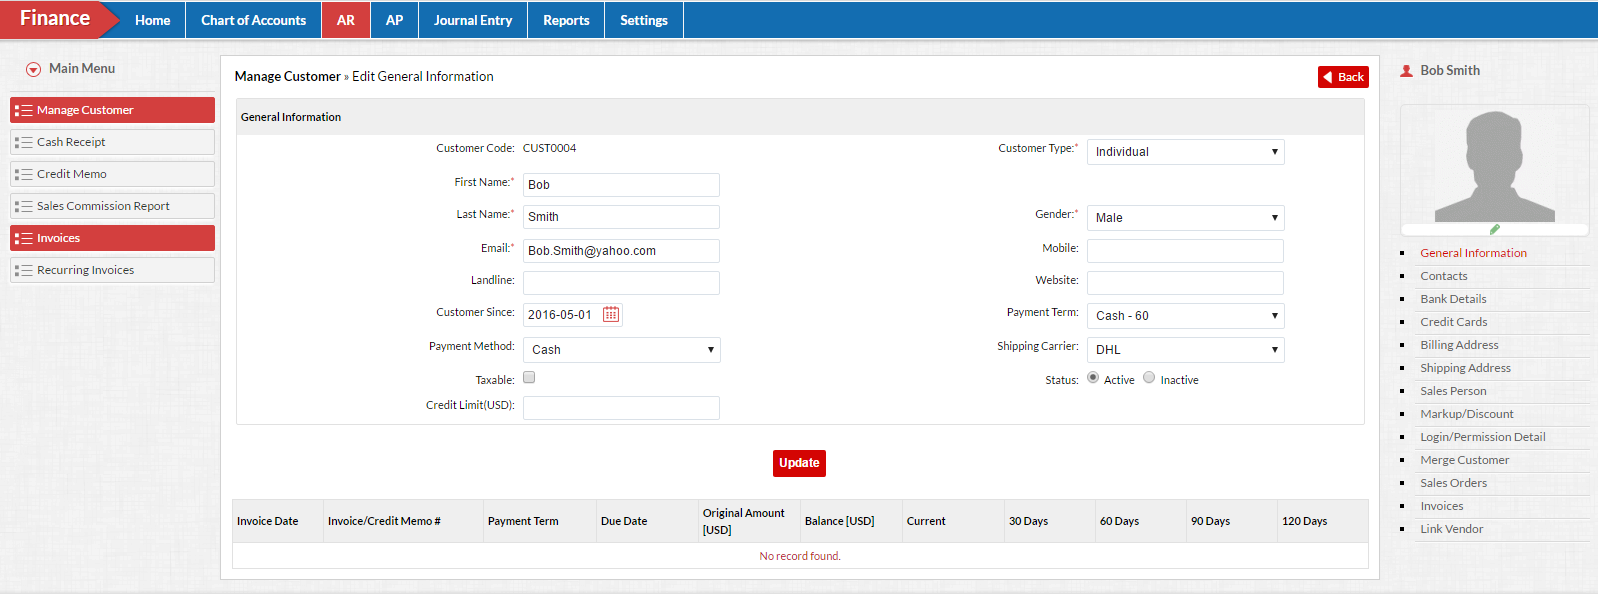 Finance Home Chart of Accounts AR AP Journal Entry Reports Settings
Main Menu
Manage Customer
Cash Receipt
Credit Memo
Sales Commission Report
Invoices
Recurring Invoices
Manage Customer » Edit General Information
Back
General Information
Customer Code: CUST0004
Customer Type:* Individual
First Name:* Bob
Last Name:* Smith
Gender:* Male
Email:* Bob.Smith@yahoo.com
Mobile:
Landline:
Website:
Customer Since: 2016-05-01
Payment Term: Cash - 60
Payment Method: Cash
Shipping Carrier: DHL
Taxable:
Status: Active Inactive
Credit Limit(USD):
Update
Invoice Date Invoice/Credit Memo # Payment Term Due Date Original Amount [USD] Balance [USD] Current 30 Days 60 Days 90 Days 120 Days
No record found.
Bob Smith
General Information
Contacts
Bank Details
Credit Cards
Billing Address
Shipping Address
Sales Person
Markup/Discount
Login/Permission Detail
Merge Customer
Sales Orders
Invoices
Link Vendor